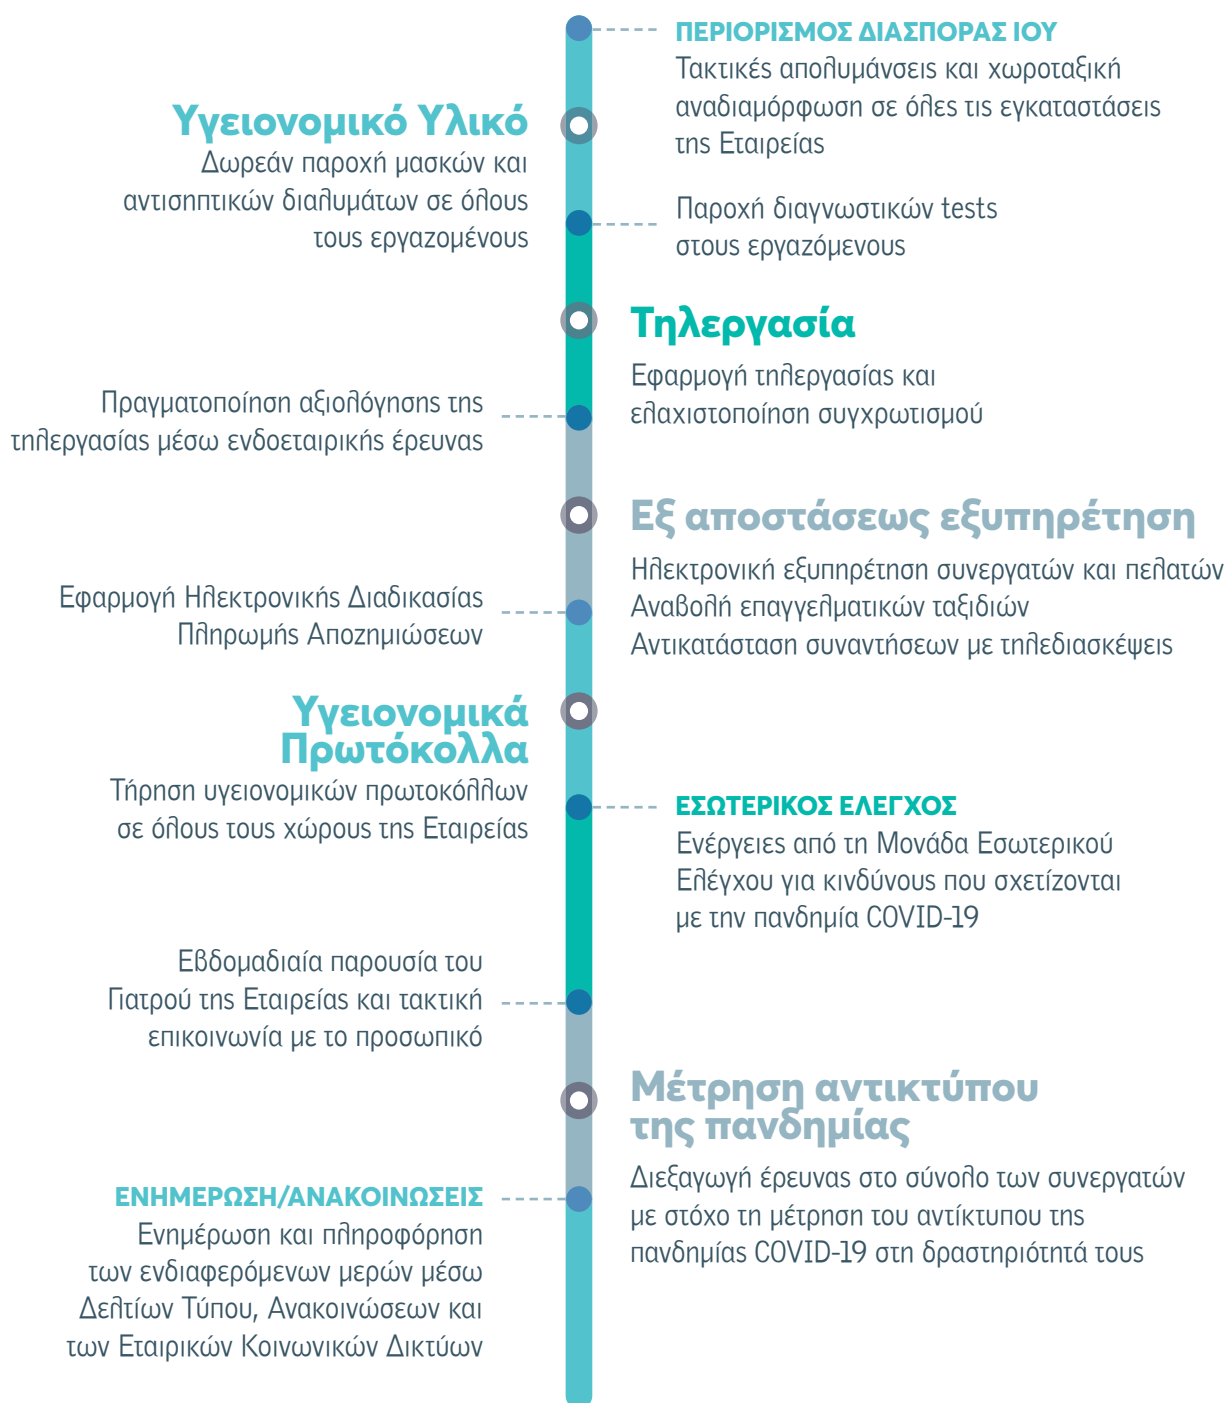 ΠΕΡΙΟΡΙΣΜΟΣ ΔΙΑΣΠΟΡΑΣ ΙΟΥ
Τακτικές απολυμάνσεις και χωροταξική
αναδιαμόρφωση σε όλες τις εγκαταστάσεις
της Εταιρείας
Υγειονομικό Υλικό
Δωρεάν παροχή μασκών και
αντισηπτικών διαλυμάτων σε όλους
τους εργαζομένους
Παροχή διαγνωστικών tests
στους εργαζόμενους
Τηλεργασία
Εφαρμογή τηλεργασίας και
ελαχιστοποίηση συγχρωτισμού
Πραγματοποίηση αξιολόγησης της
τηλεργασίας μέσω ενδοεταιρικής έρευνας
Εξ αποστάσεως εξυπηρέτηση
Ηλεκτρονική εξυπηρέτηση συνεργατών και πελατών
Αναβολή επαγγελματικών ταξιδιών
Αντικατάσταση συναντήσεων με τηλεδιασκέψεις
Εφαρμογή Ηλεκτρονικής Διαδικασίας
Πληρωμής Αποζημιώσεων
Υγειονομικά
Πρωτόκολλα
Τήρηση υγειονομικών πρωτοκόλλων
σε όλους τους χώρους της Εταιρείας
ΕΣΩΤΕΡΙΚΟΣ ΕΛΕΓΧΟΣ
Ενέργειες από τη Μονάδα Εσωτερικού
Ελέγχου για κινδύνους που σχετίζονται
με την πανδημία COVID-19
Εβδομαδιαία παρουσία του
Γιατρού της Εταιρείας και τακτική
επικοινωνία με το προσωπικό
Μέτρηση αντικτύπου
της πανδημίας
Διεξαγωγή έρευνας στο σύνολο των συνεργατών
με στόχο τη μέτρηση του αντίκτυπου της
πανδημίας COVID-19 στη δραστηριότητά τους
ΕΝΗΜΕΡΩΣΗ/ΑΝΑΚΟΙΝΩΣΕΙΣ
Ενημέρωση και πληροφόρηση
των ενδιαφερόμενων μερών μέσω
Δελτίων Τύπου, Ανακοινώσεων και
των Εταιρικών Κοινωνικών Δικτύων